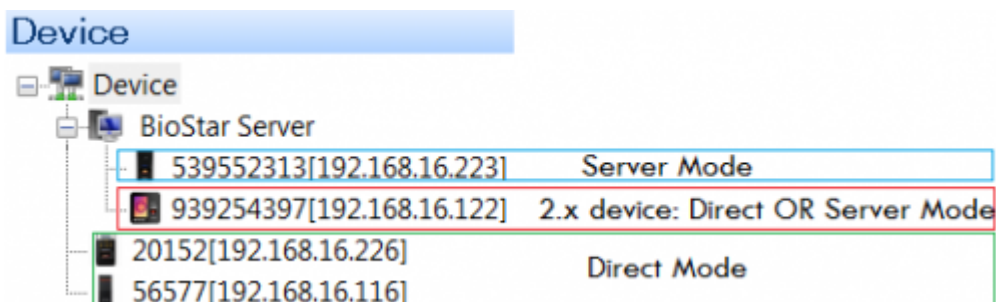 Device
Device
BioStar Server
539552313[192.168.16.223] Server Mode
939254397[192.168.16.122] 2.x device: Direct OR Server Mode
20152[192.168.16.226]
Direct Mode
56577[192.168.16.116]